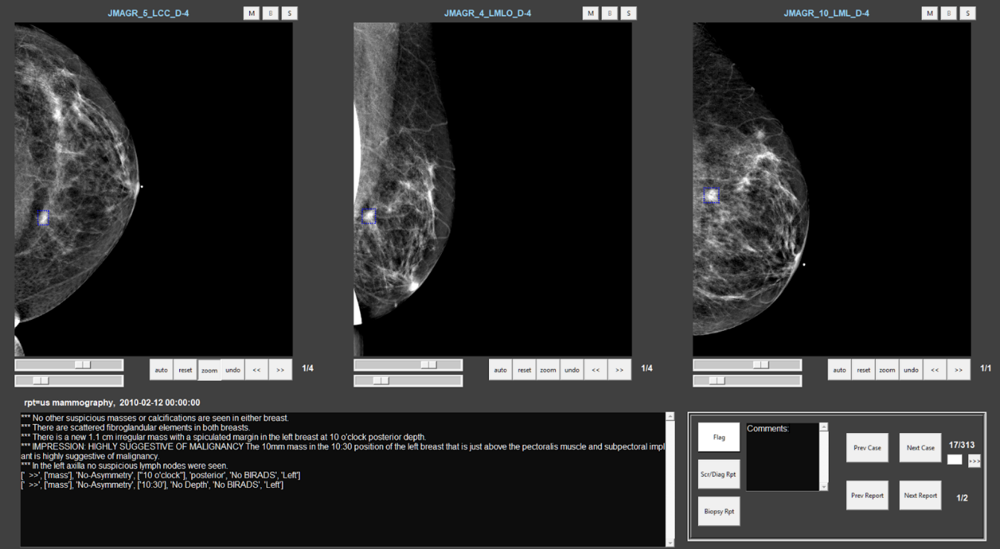 JMAGR_5_LCC_D-4
M B S
JMAGR_4_LMLO_D-4
M B S
JMAGR_10_LML_D-4
M B S
auto reset zoom undo << >> 1/4
auto reset zoom undo << >> 1/4
auto reset zoom undo << >> 1/1
rpt=us mammography, 2010-02-12 00:00:00
*** No other suspicious masses or calcifications are seen in either breast.
*** There are scattered fibroglandular elements in both breasts.
*** There is a new 1.1 cm irregular mass with a spiculated margin in the left breast at 10 o'clock posterior depth.
*** IMPRESSION: HIGHLY SUGGESTIVE OF MALIGNANCY The 10mm mass in the 10:30 position of the left breast that is just above the pectoralis muscle and subpectoral impl
ant is highly suggestive of malignancy.
*** In the left axilla no suspicious lymph nodes were seen.
[' >>', ['mass'], 'No-Asymmetry', ["10 o'clock"], 'posterior', 'No BIRADS', 'Left']
[' >>', ['mass'], 'No-Asymmetry', ['10:30'], 'No Depth', 'No BIRADS', 'Left']
Flag
Scr/Diag Rpt
Biopsy Rpt
Comments:
Prev Case Next Case 17/313
>>>
Prev Report Next Report 1/2